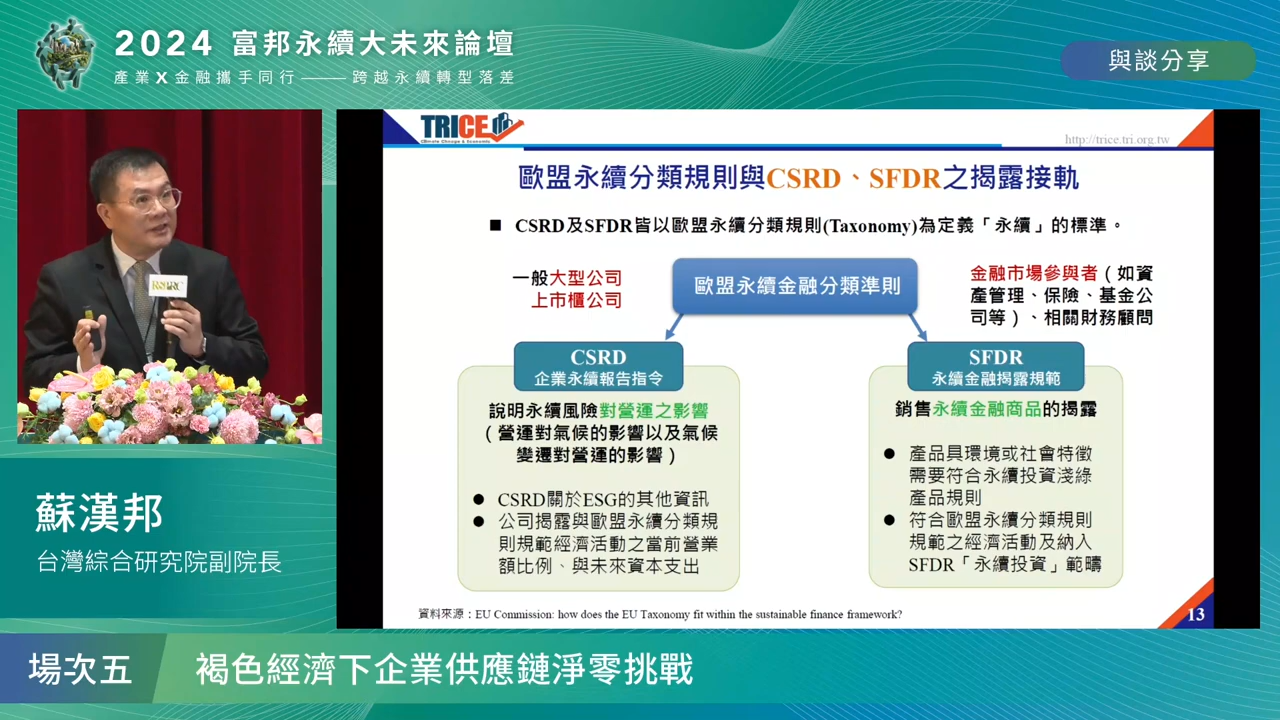 2024 富邦永續大未來論壇
產業X金融攜手同行——跨越永續轉型落差
與談分享
TRICE
Climate Change & Economic
http://trice.tri.org.tw
歐盟永續分類規則與CSRD、SFDR之揭露接軌
■ CSRD及SFDR皆以歐盟永續分類規則(Taxonomy)為定義「永續」的標準。
一般大型公司
上市櫃公司
歐盟永續金融分類準則
金融市場參與者（如資
產管理、保險、基金公
司等）、相關財務顧問
CSRD
企業永續報告指令
說明永續風險對營運之影響
（營運對氣候的影響以及氣候
變遷對營運的影響）
● CSRD關於ESG的其他資訊
● 公司揭露與歐盟永續分類規
則規範經濟活動之當前營業
額比例、與未來資本支出
SFDR
永續金融揭露規範
銷售永續金融商品的揭露
● 產品具環境或社會特徵
需要符合永續投資淺綠
產品規則
● 符合歐盟永續分類規則
規範之經濟活動及納入
SFDR「永續投資」範疇
資料來源：EU Commission: how does the EU Taxonomy fit within the sustainable finance framework?
13
蘇漢邦
台灣綜合研究院副院長
場次五
褐色經濟下企業供應鏈淨零挑戰